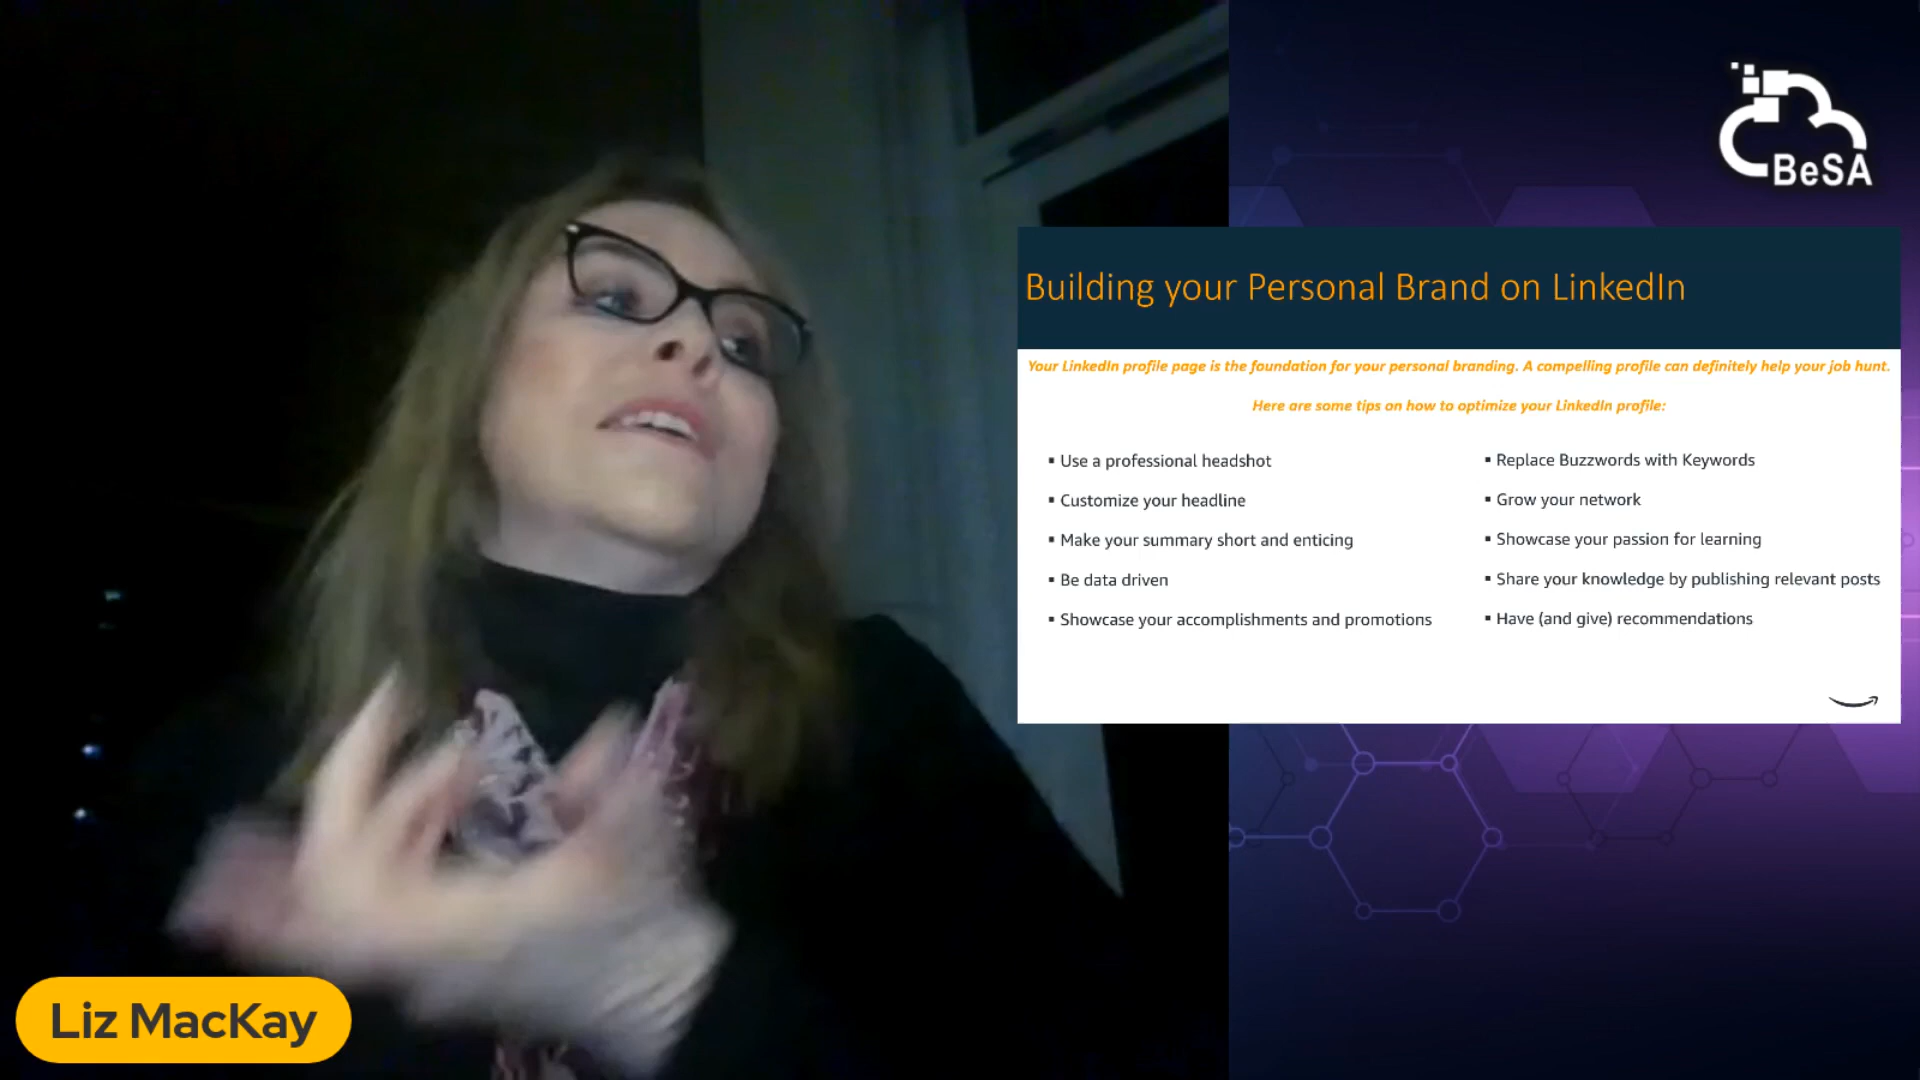 BeSA
Building your Personal Brand on LinkedIn
Your LinkedIn profile page is the foundation for your personal branding. A compelling profile can definitely help your job hunt.
Here are some tips on how to optimize your LinkedIn profile:
▪ Use a professional headshot
▪ Customize your headline
▪ Make your summary short and enticing
▪ Be data driven
▪ Showcase your accomplishments and promotions
▪ Replace Buzzwords with Keywords
▪ Grow your network
▪ Showcase your passion for learning
▪ Share your knowledge by publishing relevant posts
▪ Have (and give) recommendations
Liz MacKay